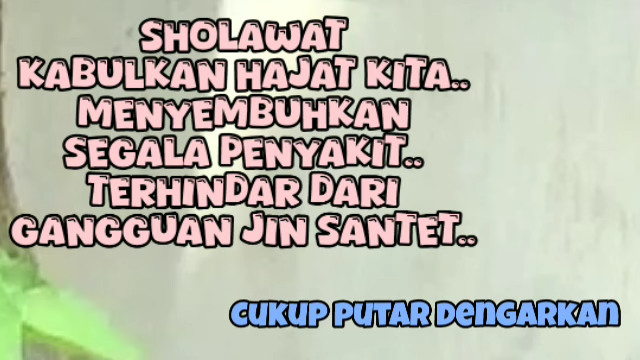 SHOLAWAT
KABULKAN HAJAT KITA..
MENYEMBUHKAN
SEGALA PENYAKIT..
TERHINDAR DARI
GANGGUAN JIN SANTET..
CUKUP PUTAR DENGARKAN